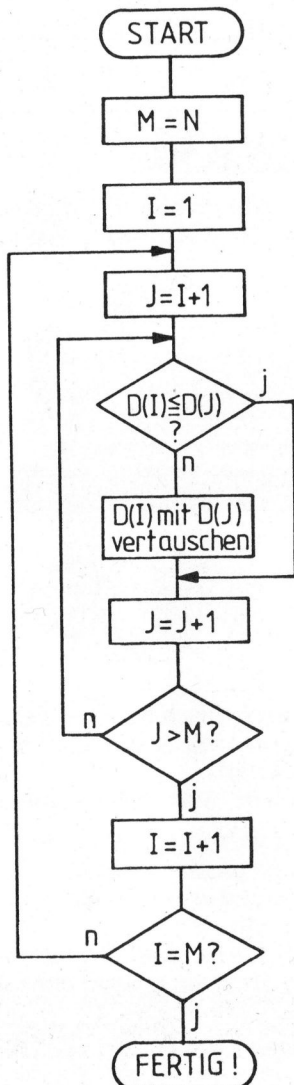 START
M = N
I = 1
J = I+1
D(I) ≦ D(J)
?
j
n
D(I) mit D(J)
vertauschen
J = J+1
n
J > M?
j
I = I+1
n
I = M?
j
FERTIG!